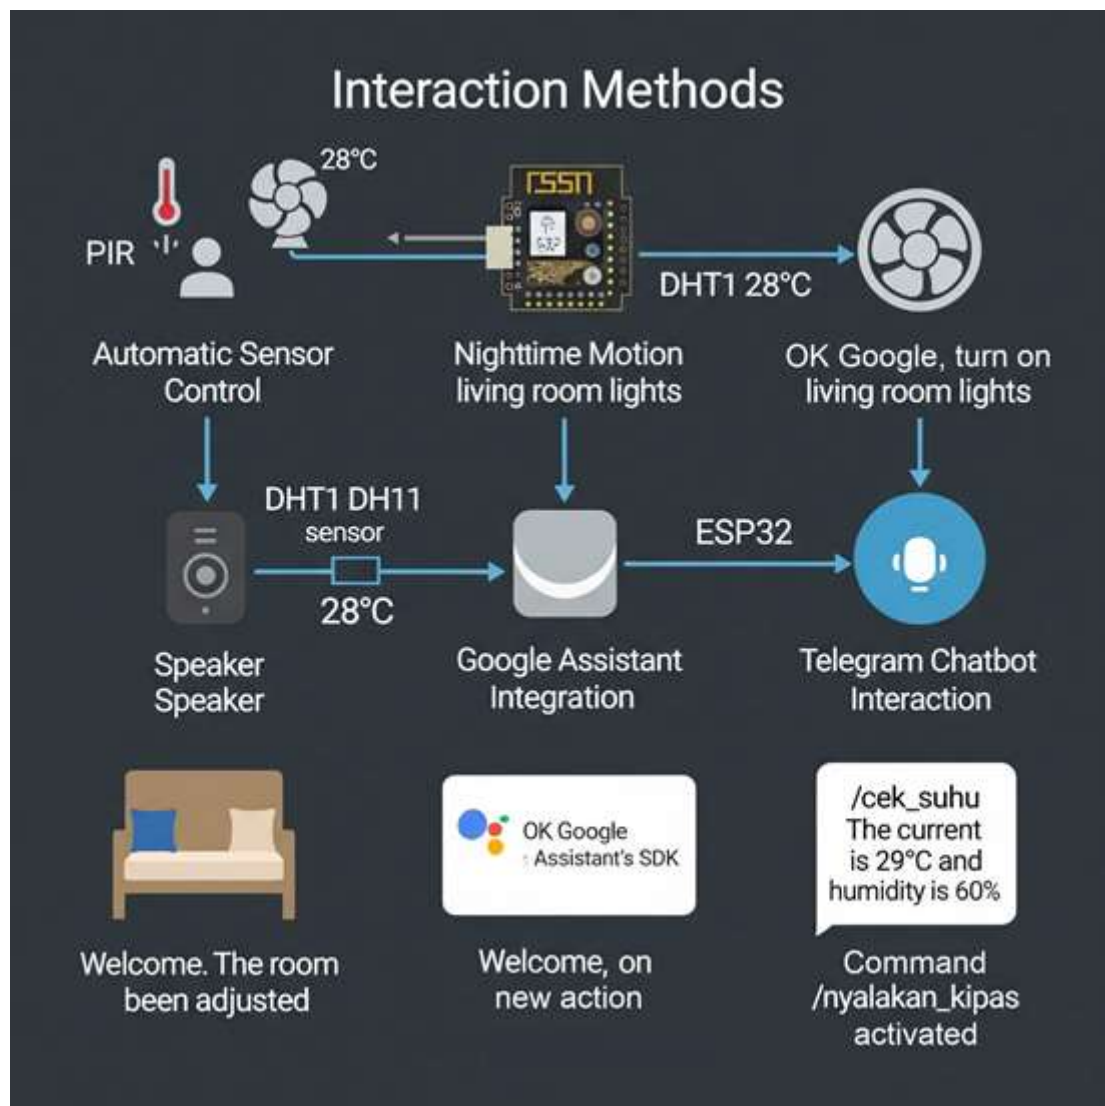 Interaction Methods
28°C
PIR
DHT1 28°C
Automatic Sensor
Control
Nighttime Motion
living room lights
OK Google, turn on
living room lights
DHT1 DH11
sensor
28°C
ESP32
Speaker
Speaker
Google Assistant
Integration
Telegram Chatbot
Interaction
OK Google
Assistant's SDK
/cek_suhu
The current
is 29°C and
humidity is 60%
Welcome. The room
been adjusted
Welcome, on
new action
Command
/nyalakan_kipas
activated